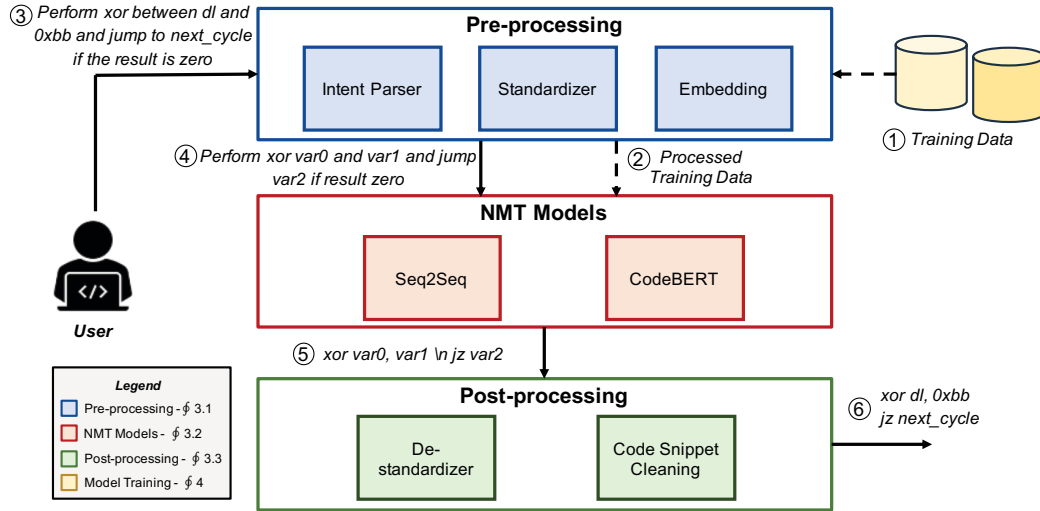 ③ Perform xor between dl and
0xbb and jump to next_cycle
if the result is zero
Pre-processing
Intent Parser
Standardizer
Embedding
① Training Data
④ Perform xor var0 and var1 and jump
var2 if result zero
② Processed
Training Data
NMT Models
Seq2Seq
CodeBERT
</>
User
⑤ xor var0, var1 \n jz var2
Legend
Pre-processing - ∮ 3.1
NMT Models - ∮ 3.2
Post-processing - ∮ 3.3
Model Training - ∮ 4
Post-processing
De-
standardizer
Code Snippet
Cleaning
⑥ xor dl, 0xbb
jz next_cycle